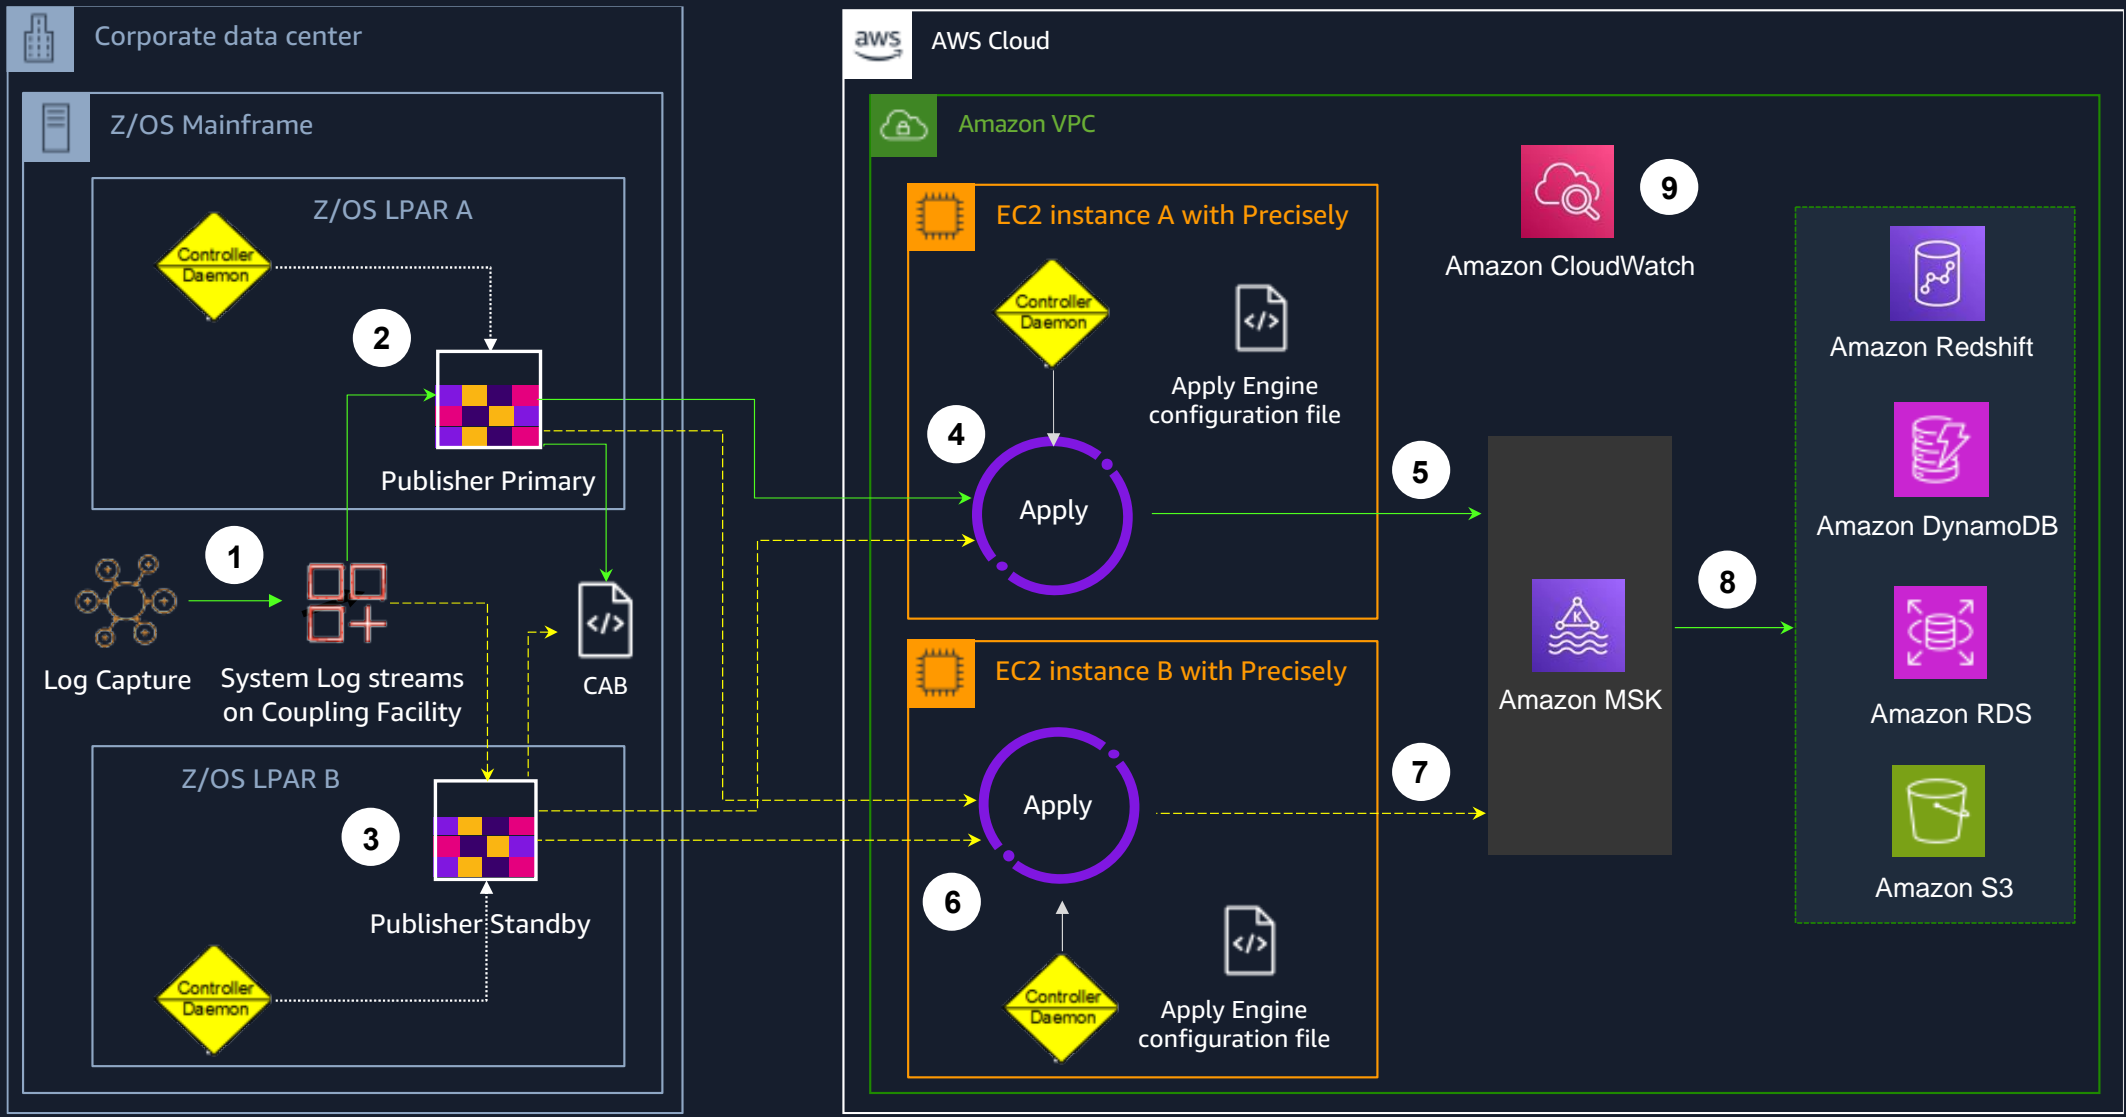 Corporate data center
Z/OS Mainframe
Z/OS LPAR A
Controller
Daemon
2
Publisher Primary
1
Log Capture
System Log streams
on Coupling Facility
</>
CAB
Z/OS LPAR B
3
Publisher Standby
Controller
Daemon
aws
AWS Cloud
Amazon VPC
EC2 instance A with Precisely
Controller
Daemon
</>
Apply Engine
configuration file
4
Apply
5
EC2 instance B with Precisely
Apply
6
7
Controller
Daemon
</>
Apply Engine
configuration file
K
Amazon MSK
8
Amazon CloudWatch
9
Amazon Redshift
Amazon DynamoDB
Amazon RDS
Amazon S3